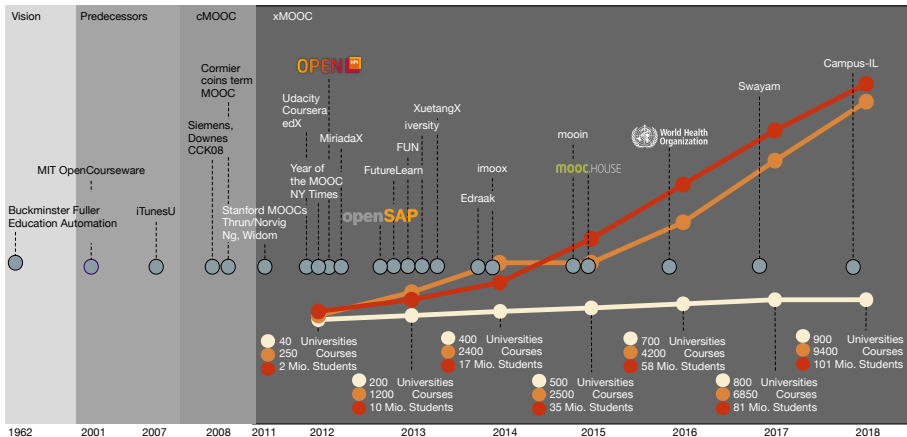 Vision
Predecessors
cMOOC
xMOOC
Cormier
coins term
MOOC
OPEN HPI
Udacity
Coursera
edX
XuetangX
iversity
MiriadaX
FUN
Siemens,
Downes
CCK08
Year of
the MOOC
NY Times
FutureLearn
imoox
mooin
mooc.HOUSE
World Health
Organization
Swayam
Campus-IL
MIT OpenCourseware
Buckminster Fuller
Education Automation
iTunesU
Stanford MOOCs
Thrun/Norvig
Ng, Widom
openSAP
Edraak
40 Universities
250 Courses
2 Mio. Students
200 Universities
1200 Courses
10 Mio. Students
400 Universities
2400 Courses
17 Mio. Students
500 Universities
2500 Courses
35 Mio. Students
700 Universities
4200 Courses
58 Mio. Students
800 Universities
6850 Courses
81 Mio. Students
900 Universities
9400 Courses
101 Mio. Students
1962 2001 2007 2008 2011 2012 2013 2014 2015 2016 2017 2018